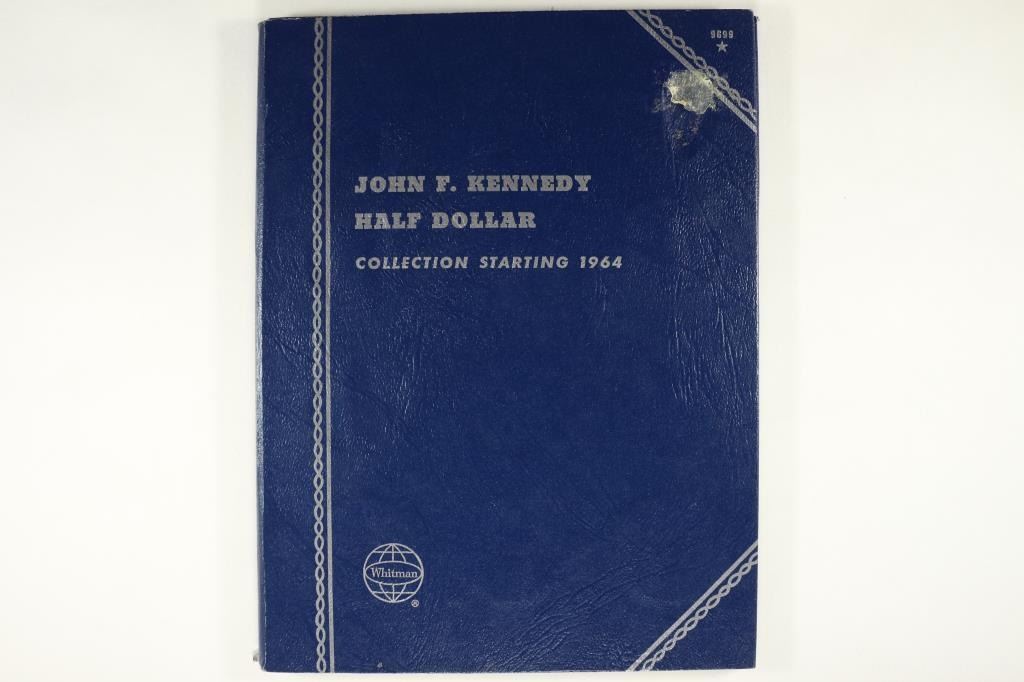 9699
JOHN F. KENNEDY
HALF DOLLAR
COLLECTION STARTING 1964
Whitman
®